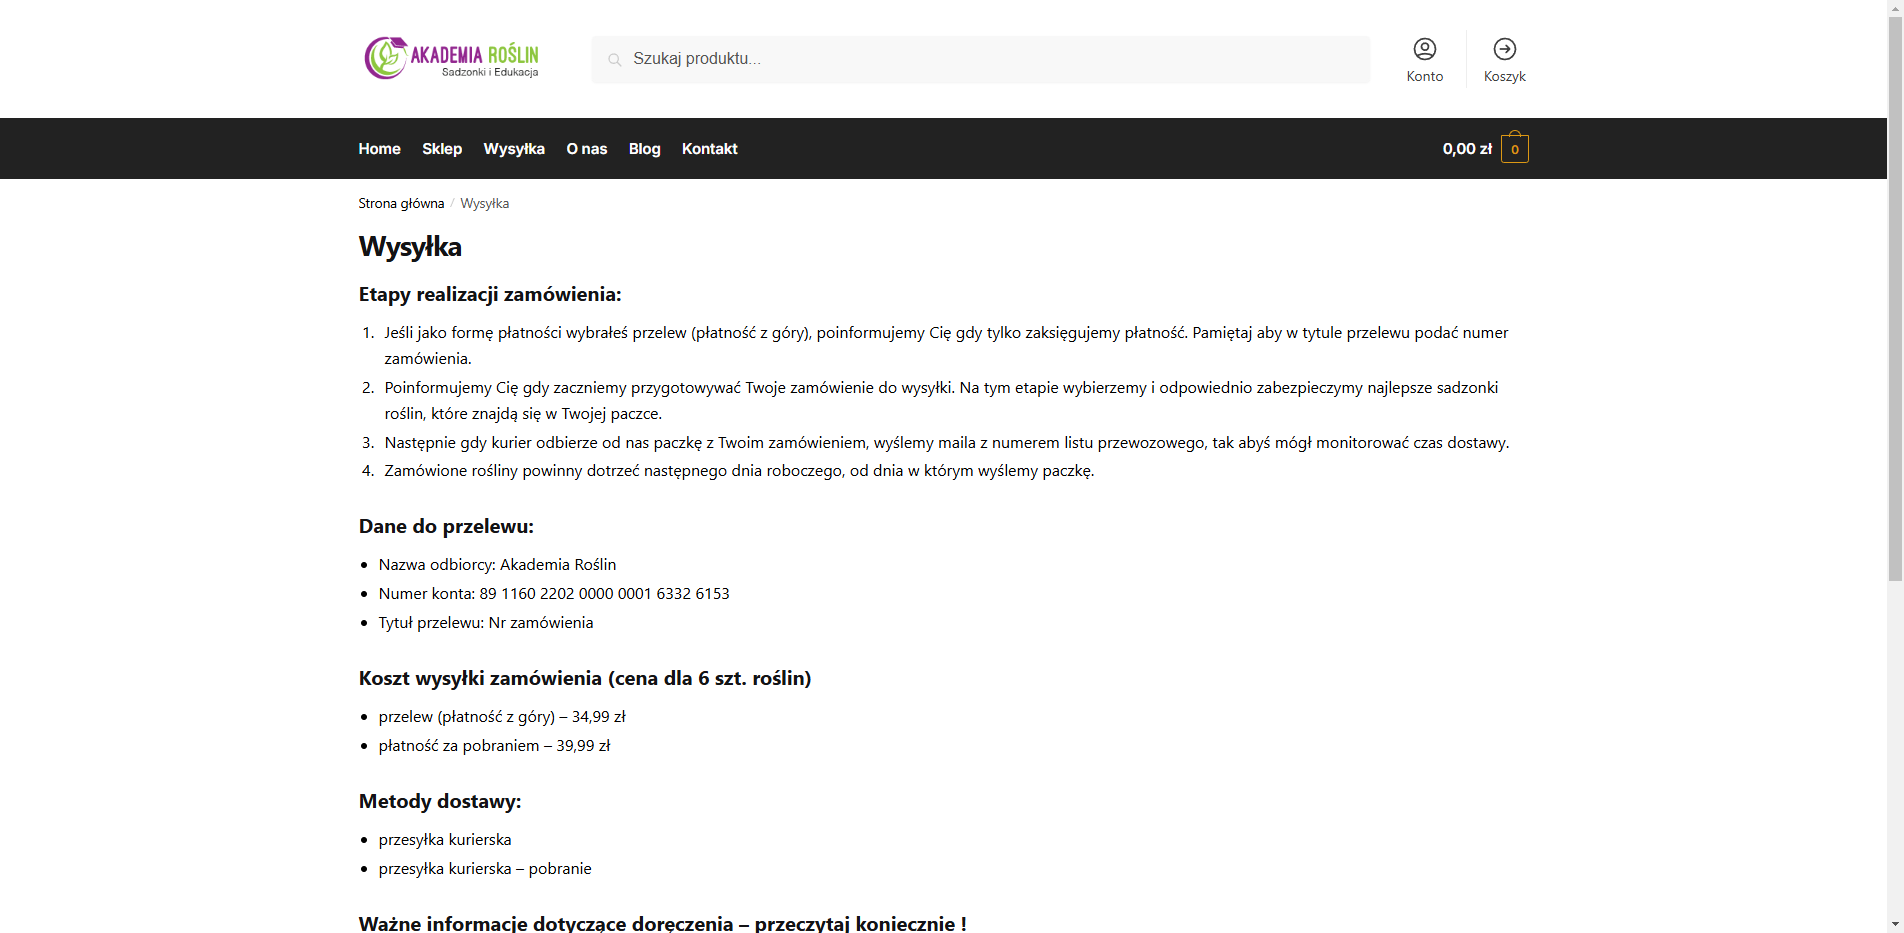 AKADEMIA ROŚLIN
Sadzonki i Edukacja
Szukaj produktu...
Konto
Koszyk
Home Sklep Wysyłka O nas Blog Kontakt
0,00 zł 0
Strona główna / Wysyłka
Wysyłka
Etapy realizacji zamówienia:
1. Jeśli jako formę płatności wybrałeś przelew (płatność z góry), poinformujemy Cię gdy tylko zaksięgujemy płatność. Pamiętaj aby w tytule przelewu podać numer
zamówienia.
2. Poinformujemy Cię gdy zaczniemy przygotowywać Twoje zamówienie do wysyłki. Na tym etapie wybierzemy i odpowiednio zabezpieczymy najlepsze sadzonki
roślin, które znajdą się w Twojej paczce.
3. Następnie gdy kurier odbierze od nas paczkę z Twoim zamówieniem, wyślemy maila z numerem listu przewozowego, tak abyś mógł monitorować czas dostawy.
4. Zamówione rośliny powinny dotrzeć następnego dnia roboczego, od dnia w którym wyślemy paczkę.
Dane do przelewu:
• Nazwa odbiorcy: Akademia Roślin
• Numer konta: 89 1160 2202 0000 0001 6332 6153
• Tytuł przelewu: Nr zamówienia
Koszt wysyłki zamówienia (cena dla 6 szt. roślin)
• przelew (płatność z góry) – 34,99 zł
• płatność za pobraniem – 39,99 zł
Metody dostawy:
• przesyłka kurierska
• przesyłka kurierska – pobranie
Ważne informacje dotyczące doręczenia – przeczytaj koniecznie !